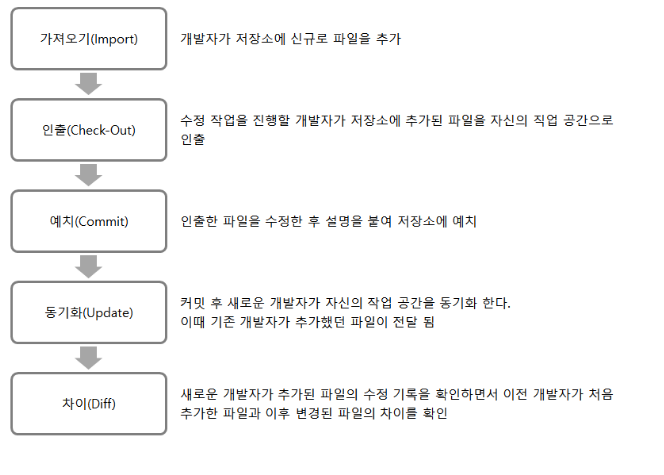 가져오기(Import)
개발자가 저장소에 신규로 파일을 추가
인출(Check-Out)
수정 작업을 진행할 개발자가 저장소에 추가된 파일을 자신의 직업 공간으로
인출
예치(Commit)
인출한 파일을 수정한 후 설명을 붙여 저장소에 예치
동기화(Update)
커밋 후 새로운 개발자가 자신의 작업 공간을 동기화 한다.
이때 기존 개발자가 추가했던 파일이 전달 됨
차이(Diff)
새로운 개발자가 추가된 파일의 수정 기록을 확인하면서 이전 개발자가 처음
추가한 파일과 이후 변경된 파일의 차이를 확인